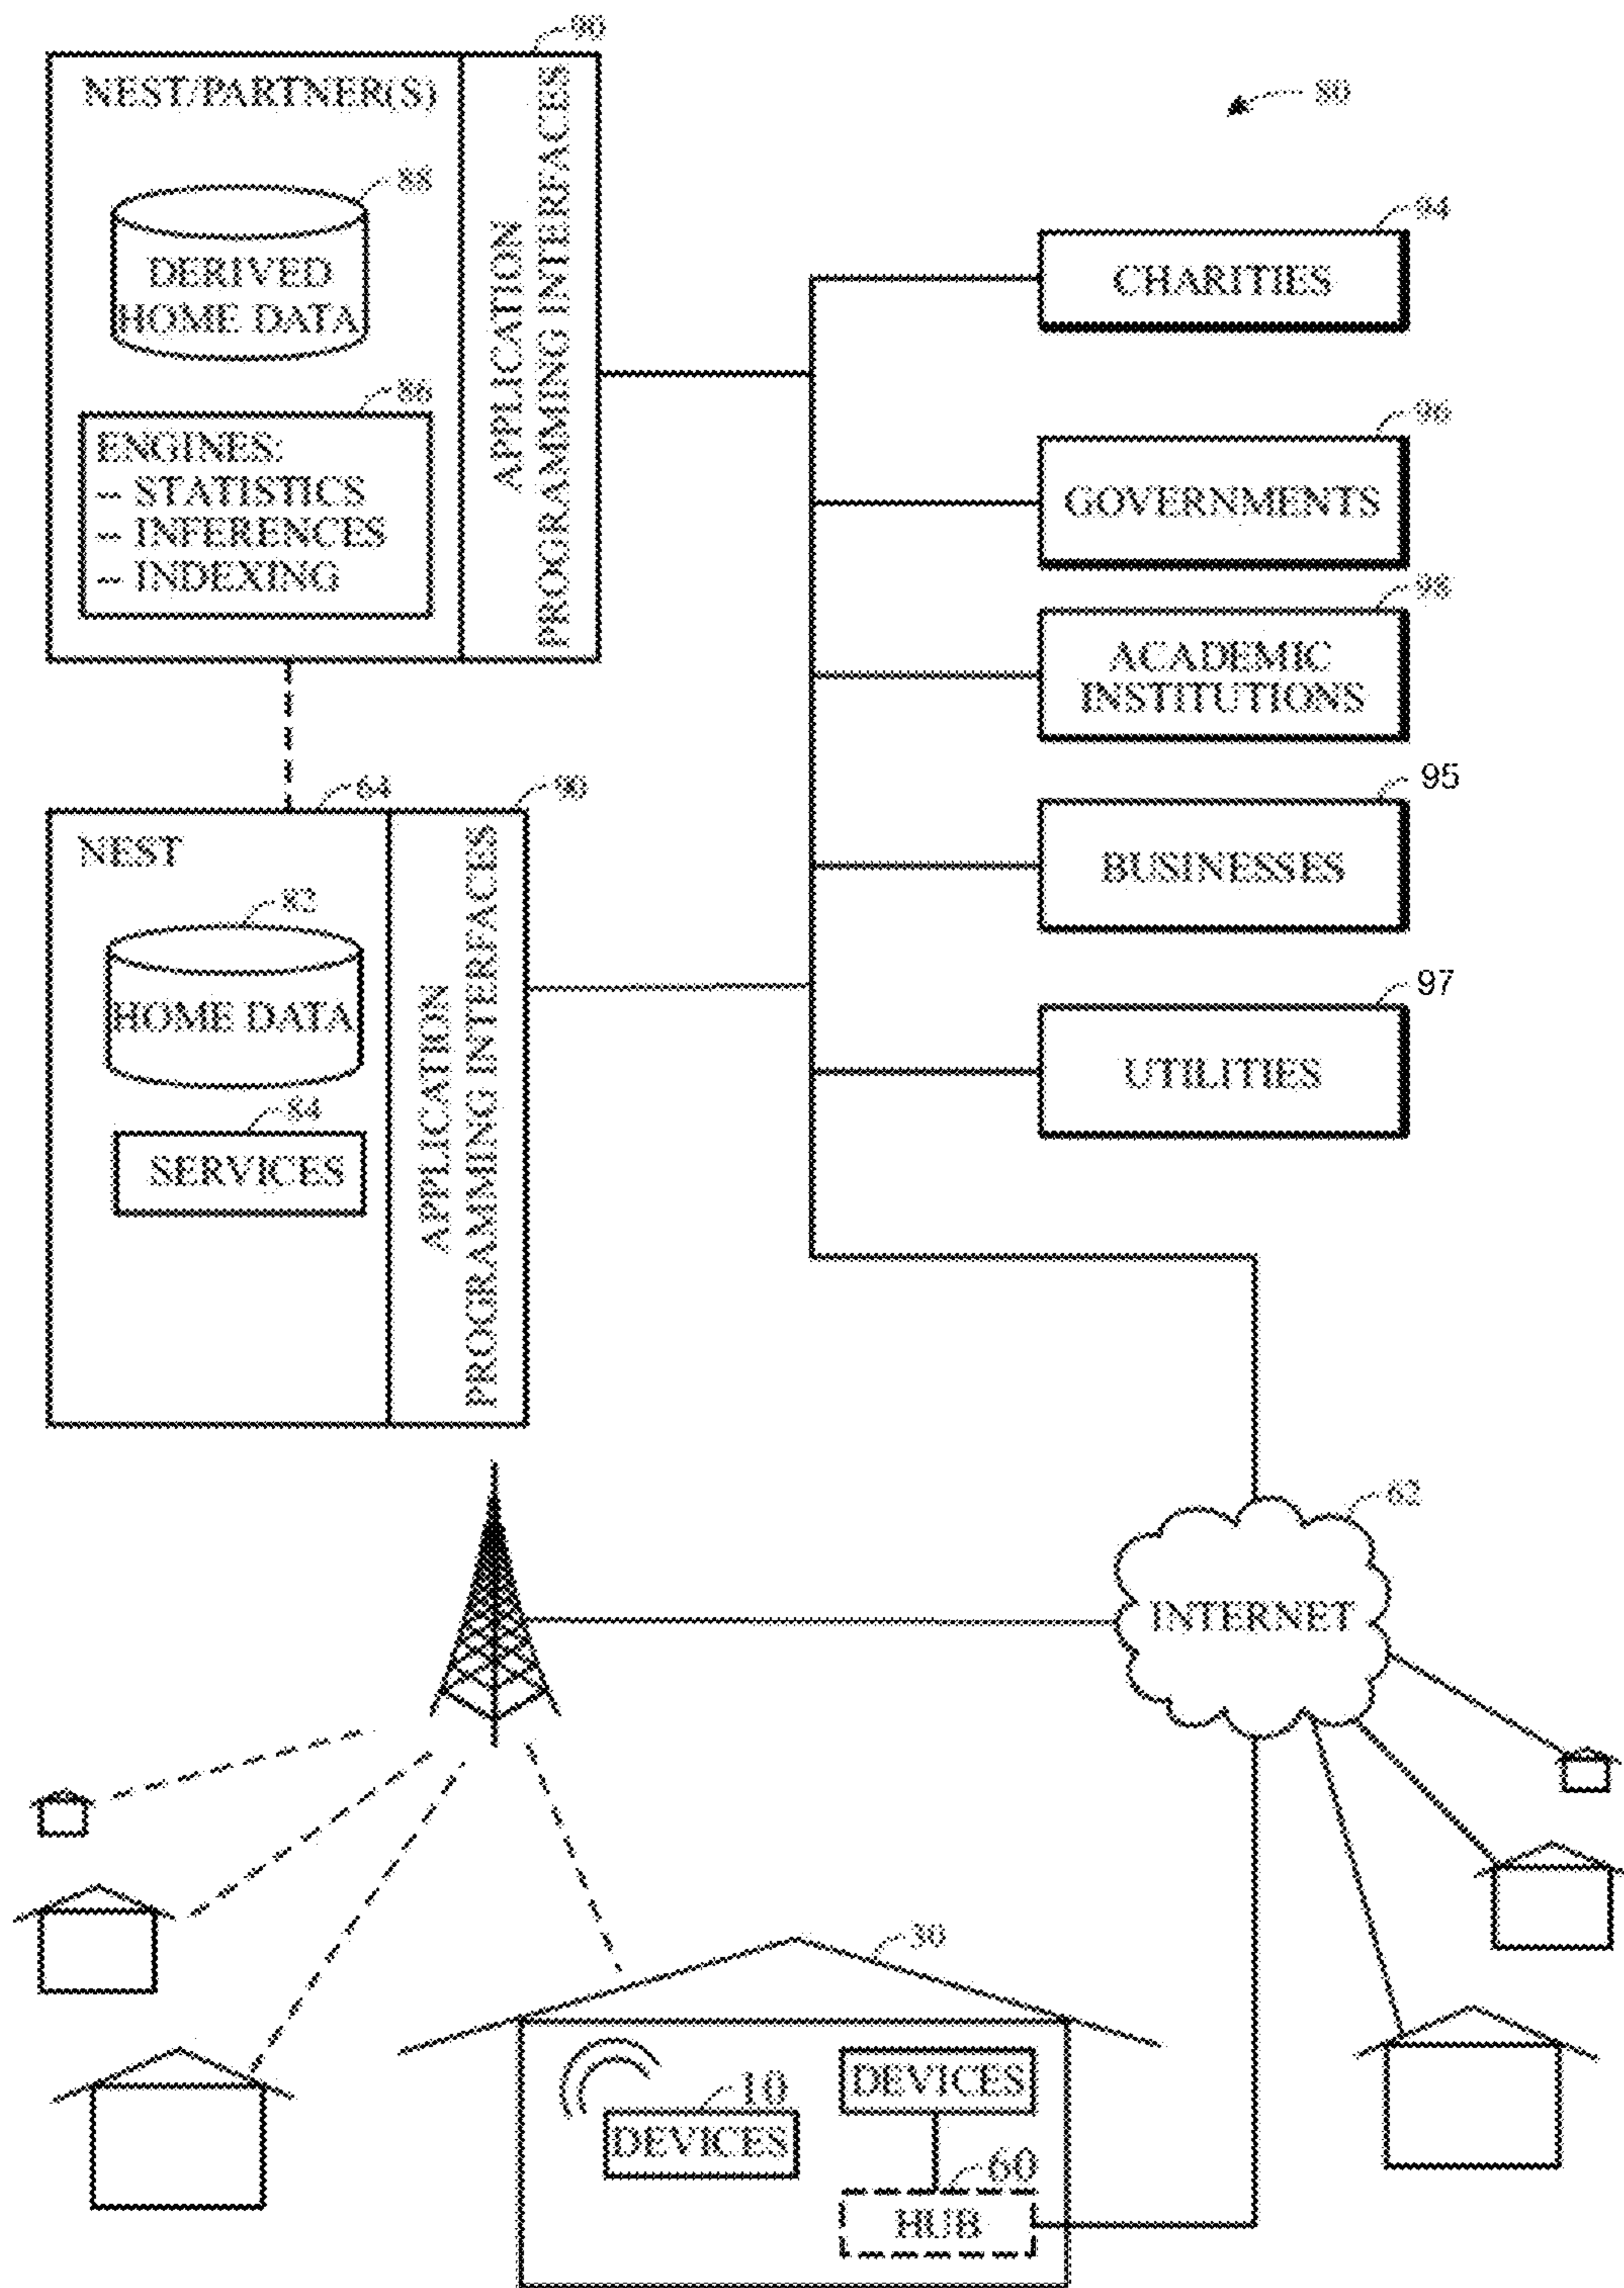 90
NEST/PARTNER(S)
88
DERIVED
HOME DATA
86
ENGINES:
- STATISTICS
- INFERENCES
- INDEXING
APPLICATION
PROGRAMMING INTERFACES
80
94
CHARITIES
96
GOVERNMENTS
98
ACADEMIC
INSTITUTIONS
95
BUSINESSES
97
UTILITIES
64
90
NEST
82
HOME DATA
84
SERVICES
APPLICATION
PROGRAMMING INTERFACES
62
INTERNET
30
DEVICES
10
DEVICES
60
HUB